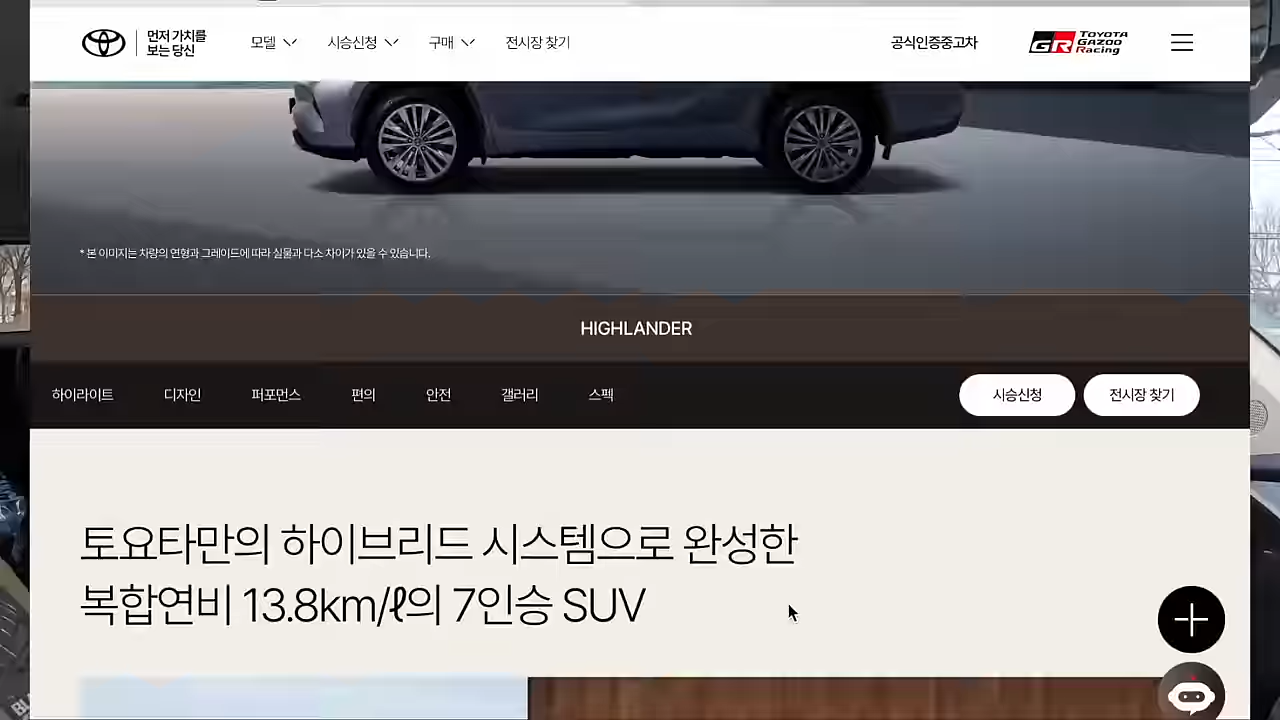 먼저 가치를
보는 당신
모델 시승신청 구매 전시장 찾기 공식인증중고차
GR TOYOTA
GAZOO
Racing
* 본 이미지는 차량의 연형과 그레이드에 따라 실물과 다소 차이가 있을 수 있습니다.
HIGHLANDER
하이라이트 디자인 퍼포먼스 편의 안전 갤러리 스펙 시승신청 전시장 찾기
토요타만의 하이브리드 시스템으로 완성한
복합연비 13.8km/ℓ의 7인승 SUV